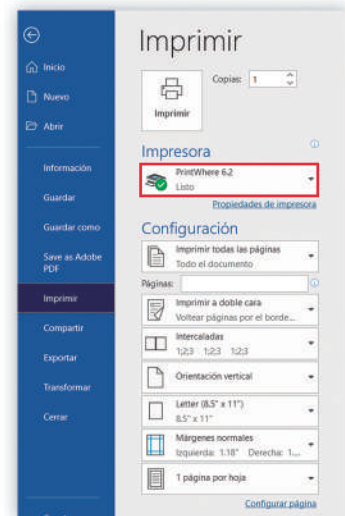 Imprimir
Inicio
Nuevo
Abrir
Información
Guardar
Guardar como
Save as Adobe
PDF
Imprimir
Compartir
Exportar
Transformar
Cerrar
Copias: 1
Imprimir
Impresora
PrintWhere 6.2
Listo
Propiedades de impresora
Configuración
Imprimir todas las páginas
Todo el documento
Páginas:
Imprimir a doble cara
Voltear páginas por el borde...
Intercaladas
1;2;3 1;2;3 1;2;3
Orientación vertical
Letter (8.5" x 11")
8.5" x 11"
Márgenes normales
Izquierda: 1.18" Derecha: 1....
1 página por hoja
Configurar página